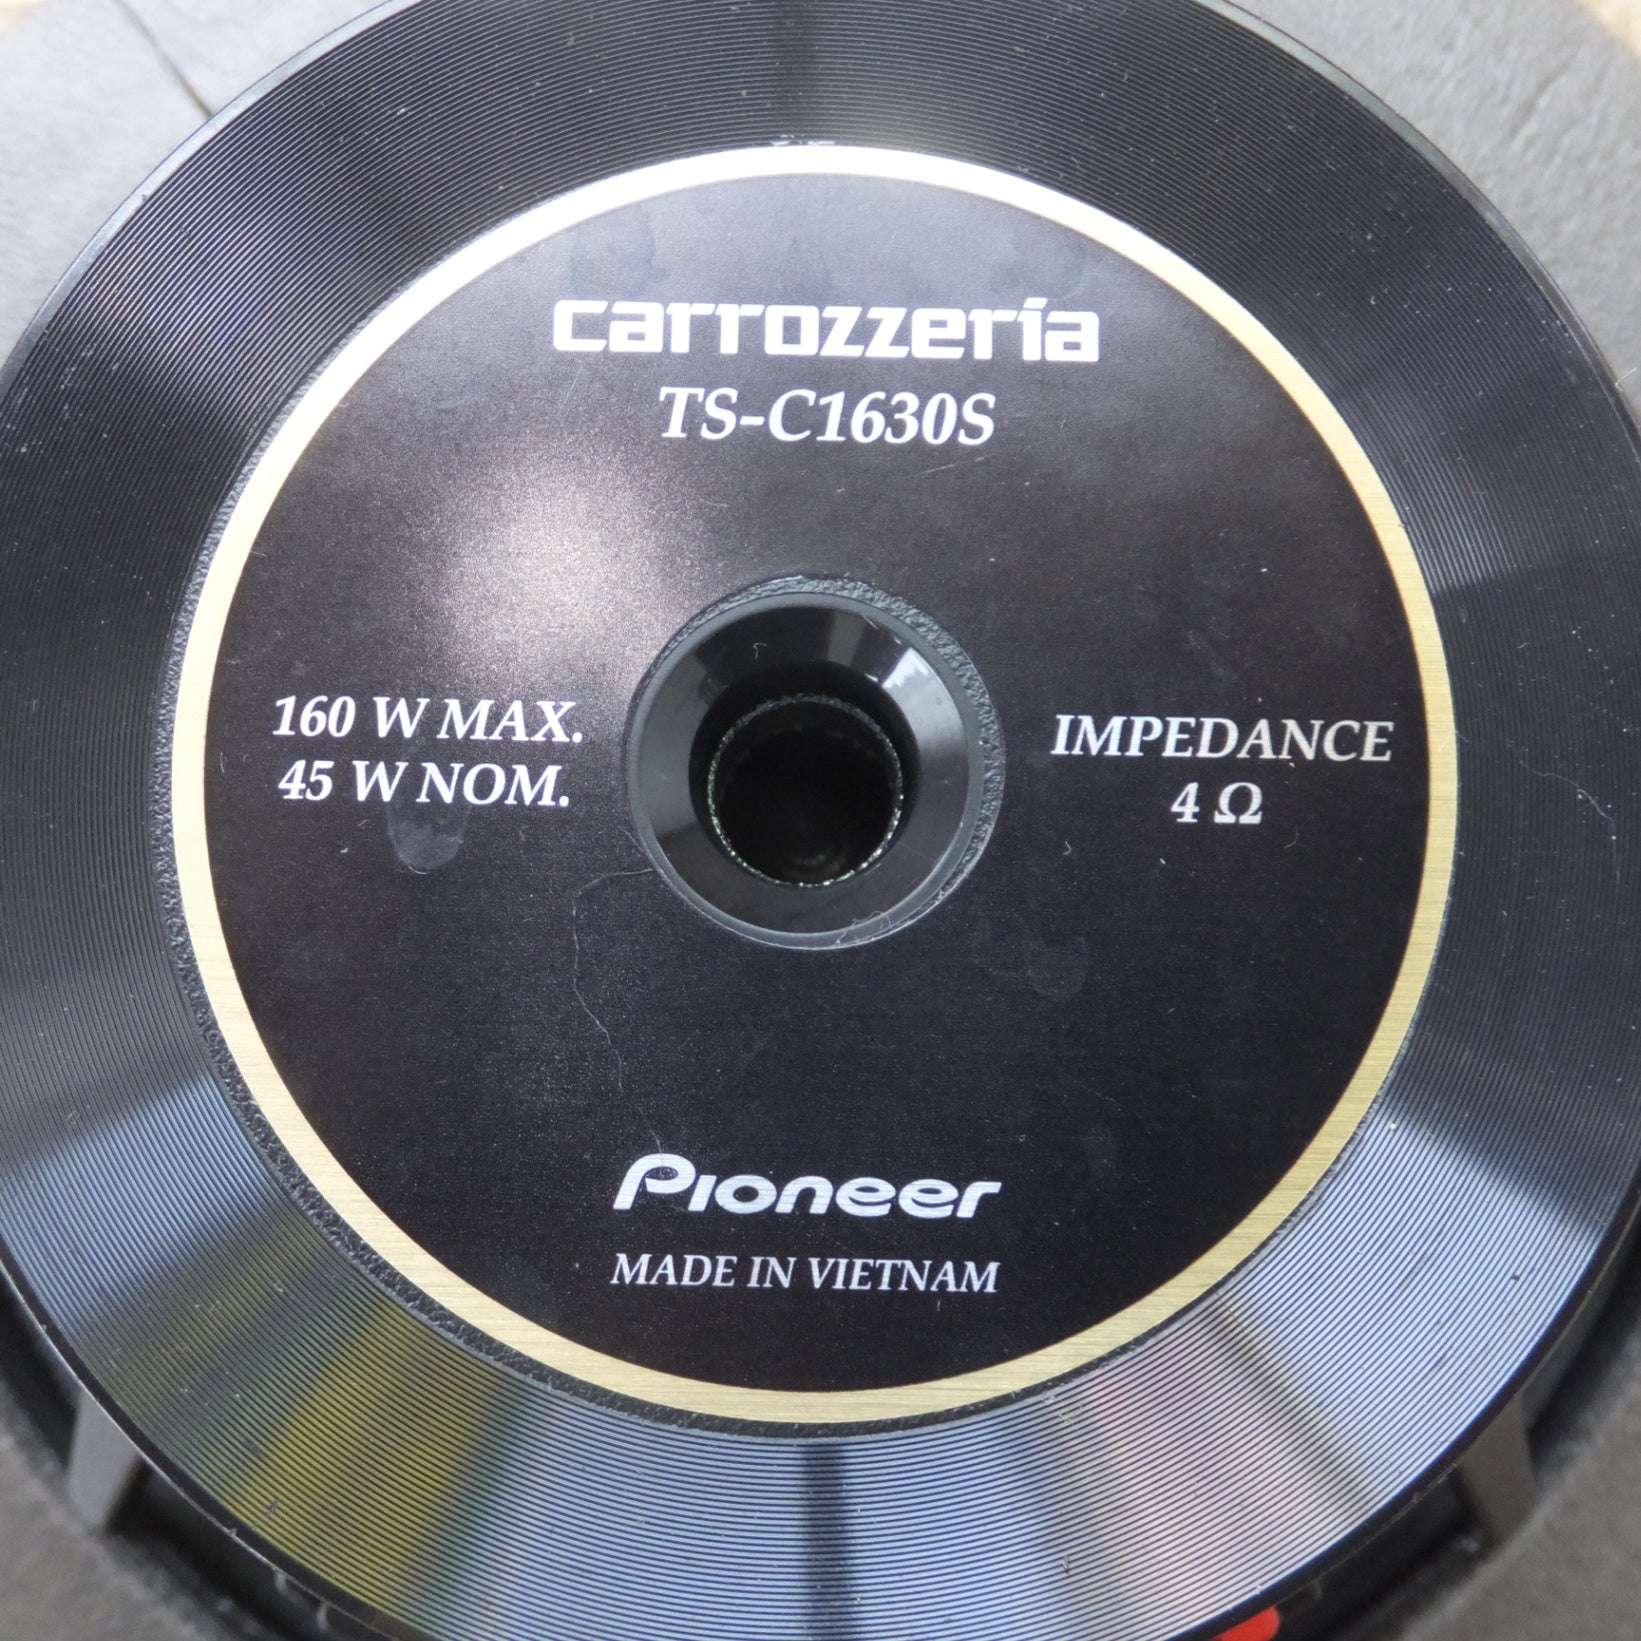 carrozzeria
TS-C1630S
160 W MAX.
45 W NOM.
IMPEDANCE
4 Ω
Pioneer
MADE IN VIETNAM